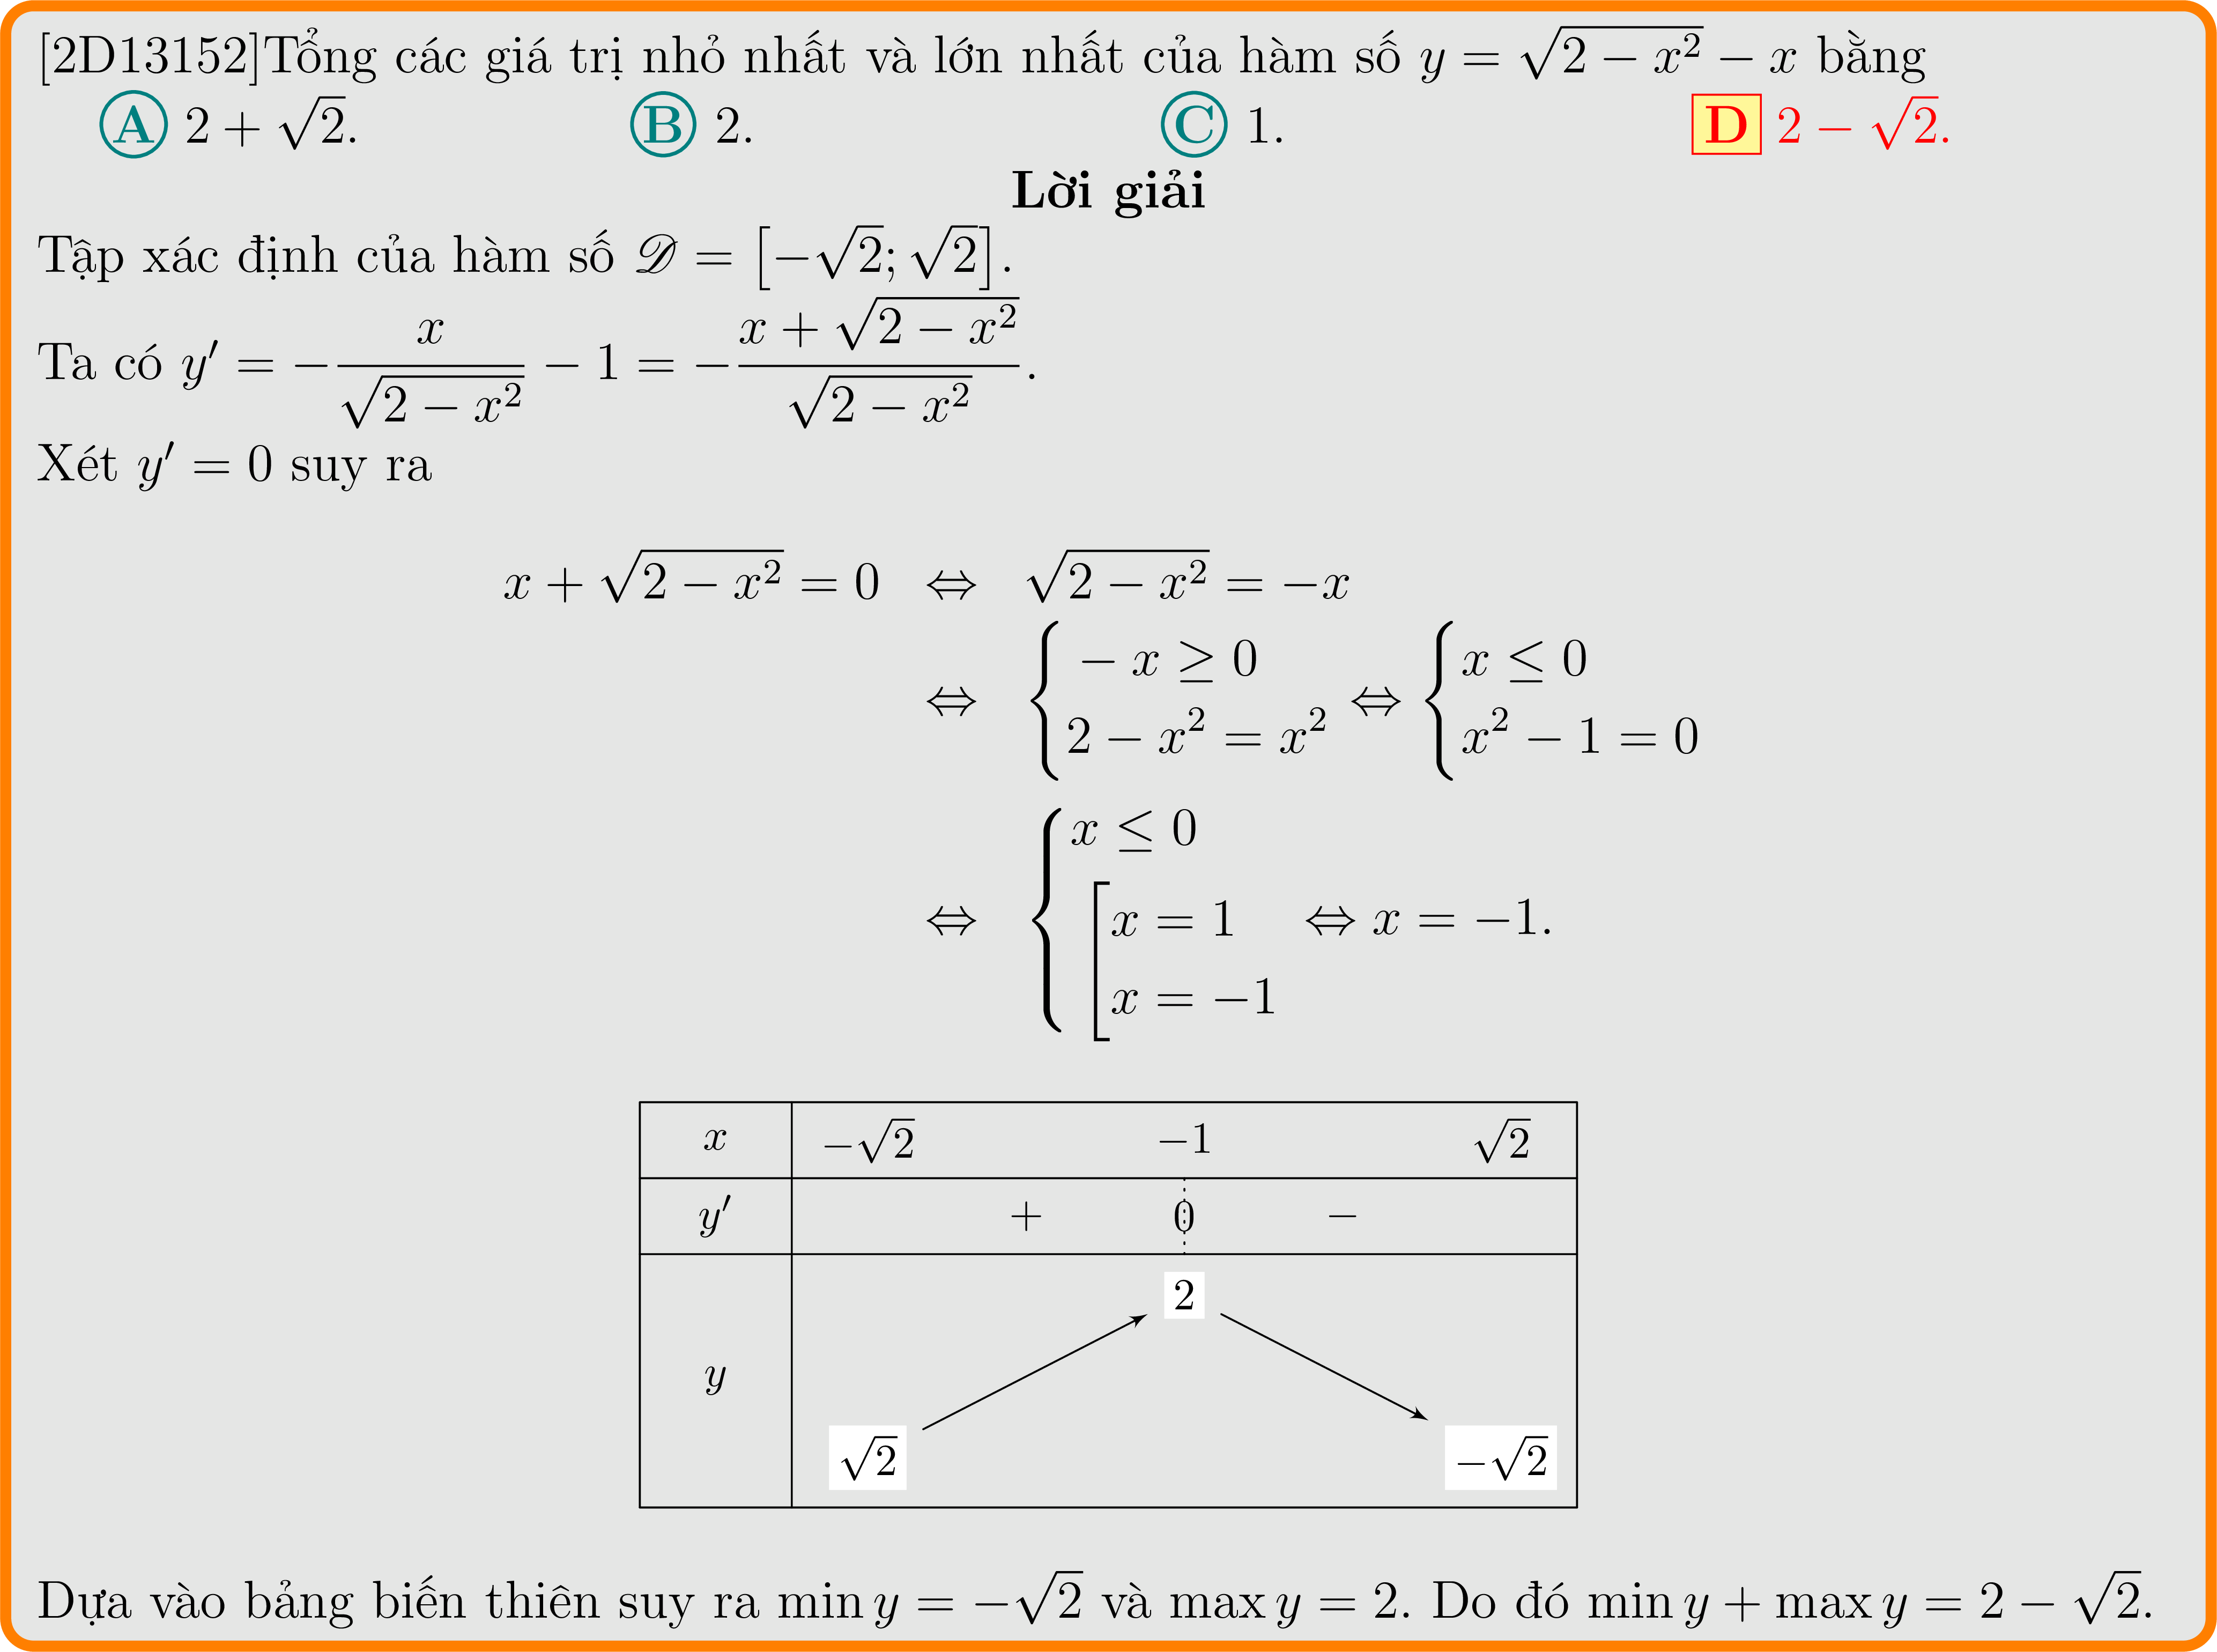 [2D13152]Tổng các giá trị nhỏ nhất và lớn nhất của hàm số $y = \sqrt{2 - x^2} - x$ bằng
A $2 + \sqrt{2}$. B $2$. C $1$. D $2 - \sqrt{2}$.
Lời giải
Tập xác định của hàm số $\mathscr{D} = \left[-\sqrt{2}; \sqrt{2}\right]$.
Ta có $y' = -\dfrac{x}{\sqrt{2 - x^2}} - 1 = -\dfrac{x + \sqrt{2 - x^2}}{\sqrt{2 - x^2}}$.
Xét $y' = 0$ suy ra
$x + \sqrt{2 - x^2} = 0 \Leftrightarrow \sqrt{2 - x^2} = -x$
$\Leftrightarrow \begin{cases} -x \geq 0 \\ 2 - x^2 = x^2 \end{cases} \Leftrightarrow \begin{cases} x \leq 0 \\ x^2 - 1 = 0 \end{cases}$
$\Leftrightarrow \begin{cases} x \leq 0 \\ \left[\begin{array}{l} x = 1 \\ x = -1 \end{array}\right. \end{cases} \Leftrightarrow x = -1.$
$x$ $-\sqrt{2}$ $-1$ $\sqrt{2}$
$y'$ $+$ $0$ $-$
$2$
$y$
$\sqrt{2}$ $-\sqrt{2}$
Dựa vào bảng biến thiên suy ra $\min y = -\sqrt{2}$ và $\max y = 2$. Do đó $\min y + \max y = 2 - \sqrt{2}$.